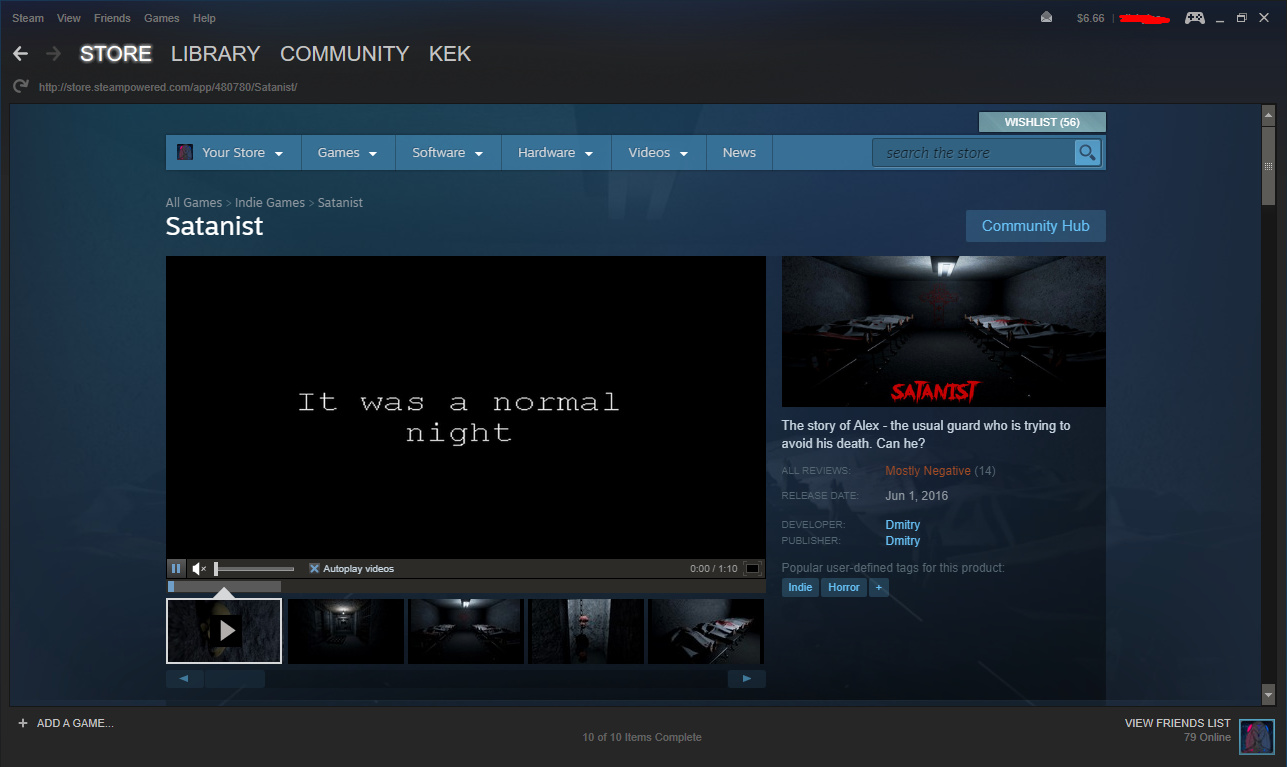 Steam View Friends Games Help
$6.66
STORE LIBRARY COMMUNITY KEK
http://store.steampowered.com/app/480780/Satanist/
WISHLIST (56)
Your Store Games Software Hardware Videos News search the store
All Games > Indie Games > Satanist
Satanist
Community Hub
It was a normal
night
SATANIST
The story of Alex - the usual guard who is trying to
avoid his death. Can he?
ALL REVIEWS: Mostly Negative (14)
RELEASE DATE: Jun 1, 2016
DEVELOPER: Dmitry
PUBLISHER: Dmitry
Popular user-defined tags for this product:
Indie Horror +
Autoplay videos 0:00 / 1:10
+ ADD A GAME...
10 of 10 Items Complete
VIEW FRIENDS LIST
79 Online